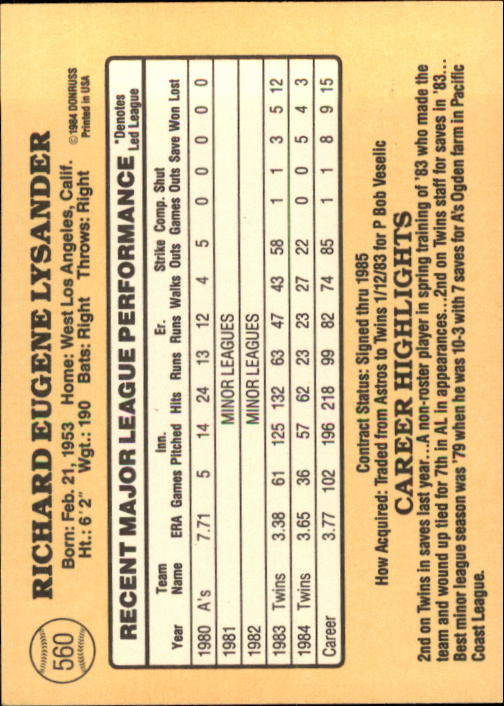 560
RICHARD EUGENE LYSANDER
Born: Feb. 21, 1953 Home: West Los Angeles, Calif.
Ht.: 6'2" Wgt.: 190 Bats: Right Throws: Right
©1984 DONRUSS
Printed in USA
RECENT MAJOR LEAGUE PERFORMANCE
*Denotes
Led League
Team Inn. Er. Strike Comp. Shut
Year Name ERA Games Pitched Hits Runs Runs Walks Outs Games Outs Save Won Lost
1980 A's 7.71 5 14 24 13 12 4 5 0 0 0 0 0
1981 MINOR LEAGUES
1982 MINOR LEAGUES
1983 Twins 3.38 61 125 132 63 47 43 58 1 1 3 5 12
1984 Twins 3.65 36 57 62 23 23 27 22 0 0 5 4 3
Career 3.77 102 196 218 99 82 74 85 1 1 8 9 15
Contract Status: Signed thru 1985
How Acquired: Traded from Astros to Twins 1/12/83 for P Bob Veselic
CAREER HIGHLIGHTS
2nd on Twins in saves last year...A non-roster player in spring training of '83 who made the
team and wound up tied for 7th in AL in appearances...2nd on Twins staff for saves in '83...
Best minor league season was '79 when he was 10-3 with 7 saves for A's Ogden farm in Pacific
Coast League.